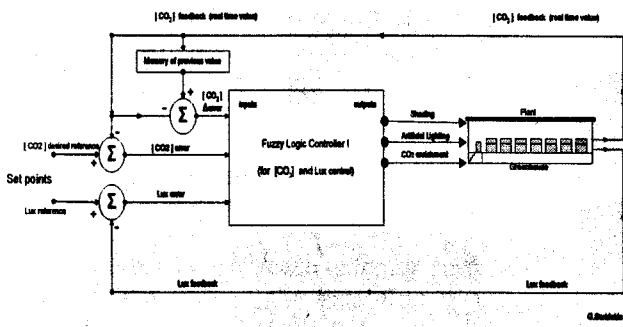 [CO2] feedback (real time value)
[CO2] feedback (real time value)
Memory of previous value
+
-
Σ
[CO2]
Δerror
inputs
outputs
Shading
Plant
-
[CO2] desired reference
+
Σ
[CO2] error
Fuzzy Logic Controller I
(for [CO2] and Lux control)
Artificial Lighting
CO2 enrichment
Greenhouse
Set points
Lux reference
+
Σ
Lux error
-
Lux feedback
Lux feedback